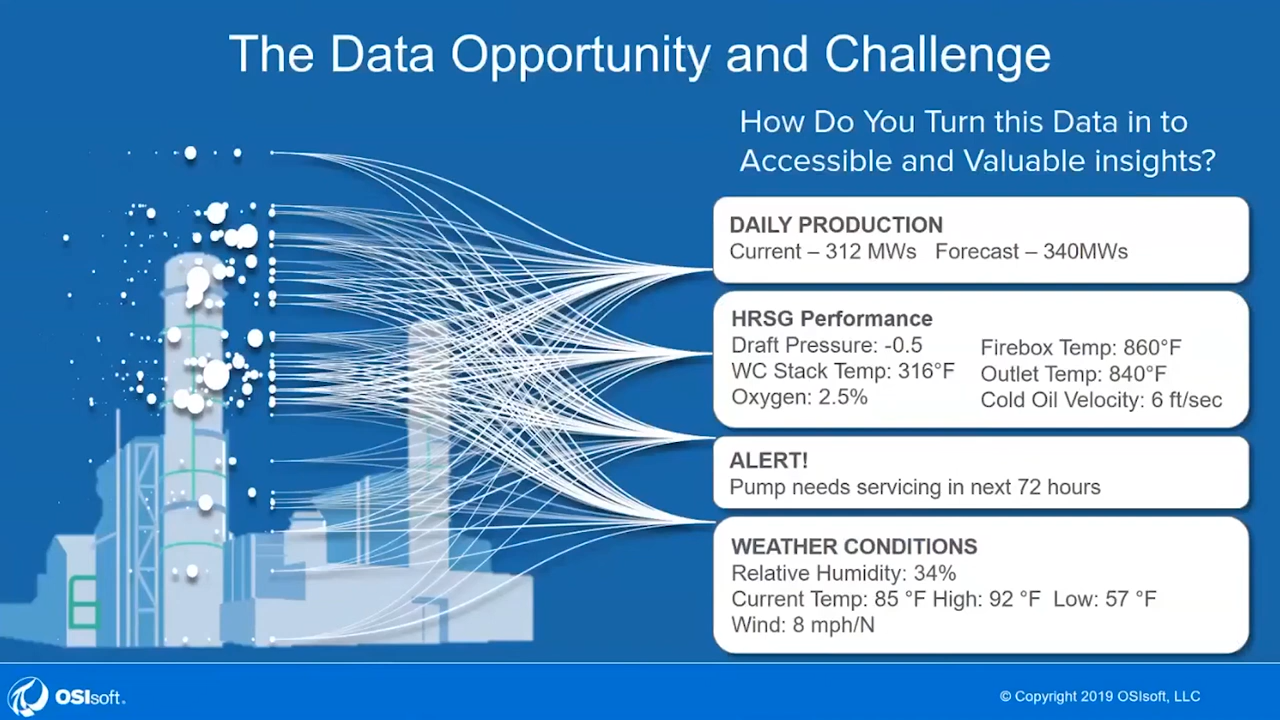 The Data Opportunity and Challenge
How Do You Turn this Data in to
Accessible and Valuable insights?
DAILY PRODUCTION
Current – 312 MWs Forecast – 340MWs
HRSG Performance
Draft Pressure: -0.5
WC Stack Temp: 316°F
Oxygen: 2.5%
Firebox Temp: 860°F
Outlet Temp: 840°F
Cold Oil Velocity: 6 ft/sec
ALERT!
Pump needs servicing in next 72 hours
WEATHER CONDITIONS
Relative Humidity: 34%
Current Temp: 85 °F High: 92 °F Low: 57 °F
Wind: 8 mph/N
OSIsoft.
© Copyright 2019 OSIsoft, LLC